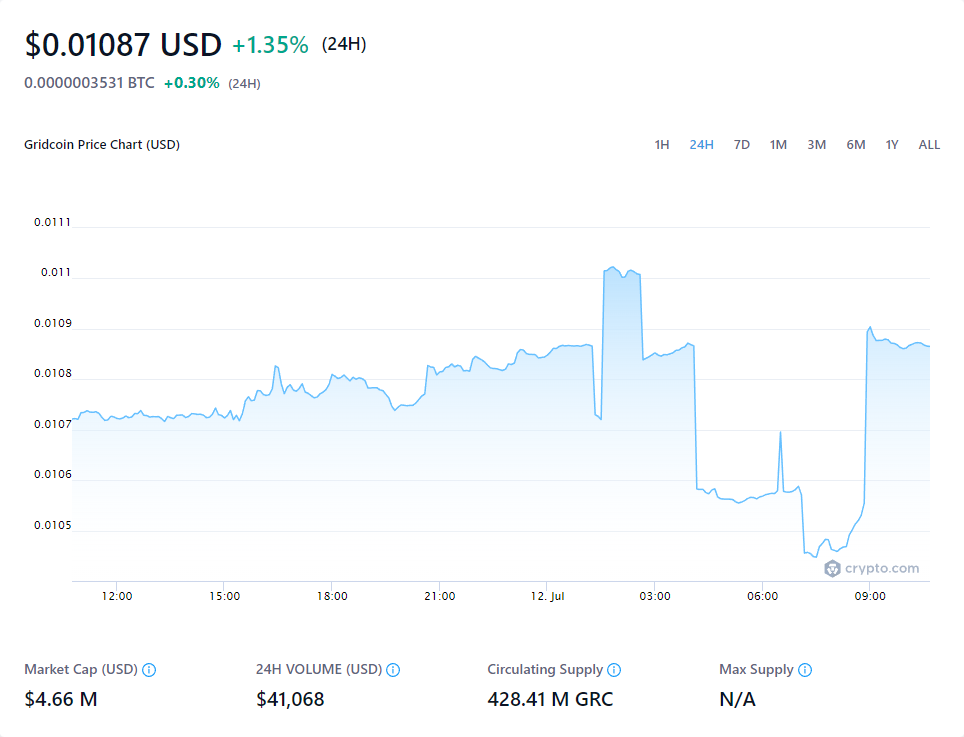 $0.01087 USD +1.35% (24H)
0.0000003531 BTC +0.30% (24H)
Gridcoin Price Chart (USD)
1H 24H 7D 1M 3M 6M 1Y ALL
0.0111
0.011
0.0109
0.0108
0.0107
0.0106
0.0105
crypto.com
12:00 15:00 18:00 21:00 12. Jul 03:00 06:00 09:00
Market Cap (USD) 24H VOLUME (USD) Circulating Supply Max Supply
$4.66 M $41,068 428.41 M GRC N/A